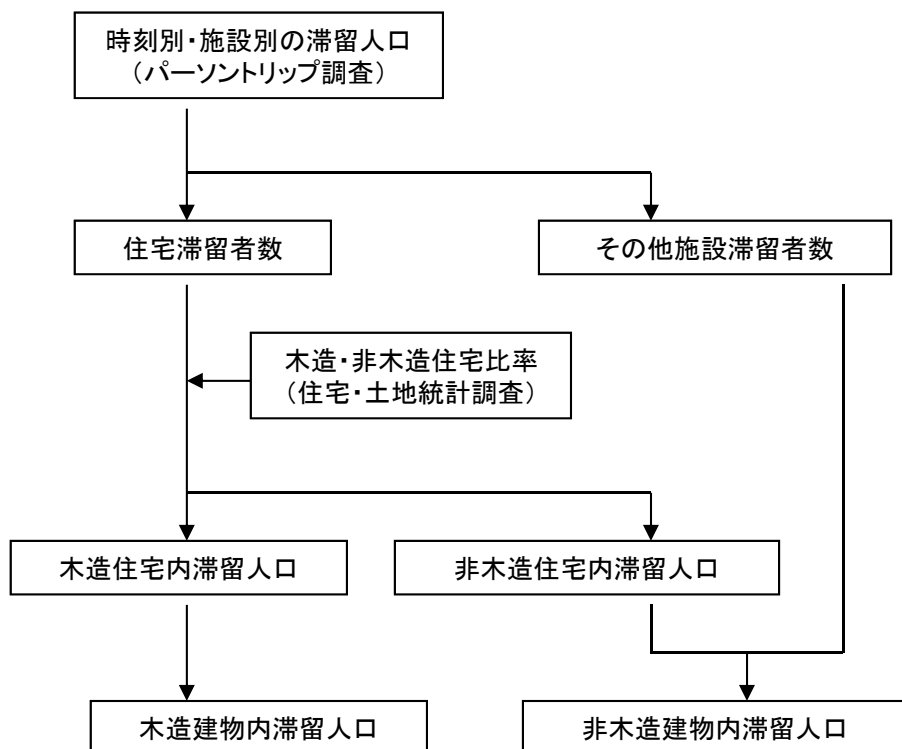 時刻別・施設別の滞留人口
（パーソントリップ調査）
住宅滞留者数
その他施設滞留者数
木造・非木造住宅比率
（住宅・土地統計調査）
木造住宅内滞留人口
非木造住宅内滞留人口
木造建物内滞留人口
非木造建物内滞留人口